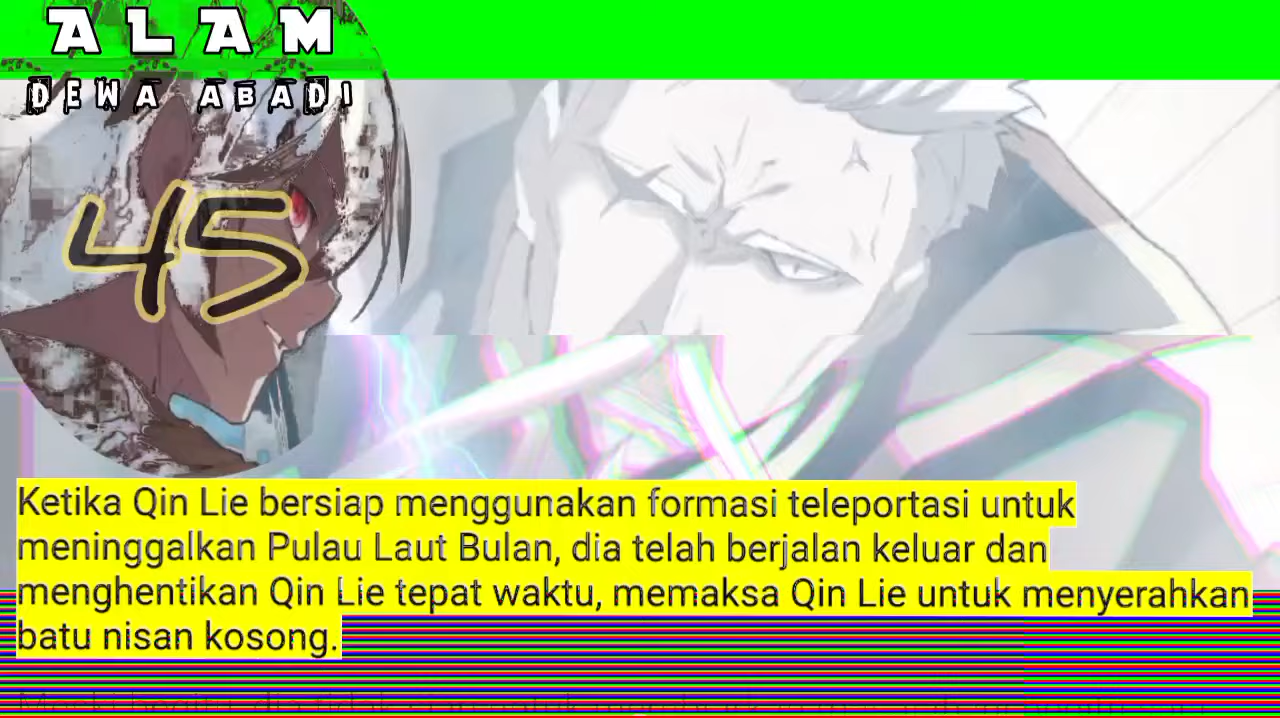 ALAM
DEWA ABADI
45
Ketika Qin Lie bersiap menggunakan formasi teleportasi untuk
meninggalkan Pulau Laut Bulan, dia telah berjalan keluar dan
menghentikan Qin Lie tepat waktu, memaksa Qin Lie untuk menyerahkan
batu nisan kosong.